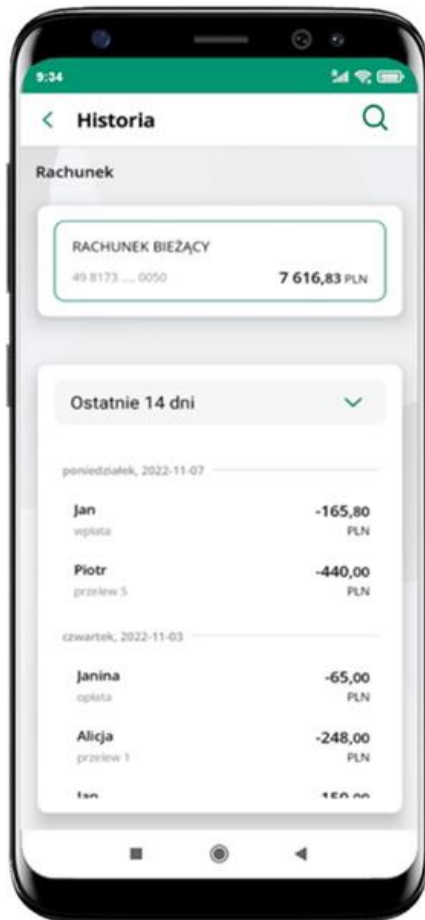 9:34
Historia
Rachunek
RACHUNEK BIEŻĄCY
49 8173 .... 0050 7 616,83 PLN
Ostatnie 14 dni
poniedziałek, 2022-11-07
Jan -165,80
wpłata PLN
Piotr -440,00
przelew 5 PLN
czwartek, 2022-11-03
Janina -65,00
opłata PLN
Alicja -248,00
przelew 1 PLN
Jan